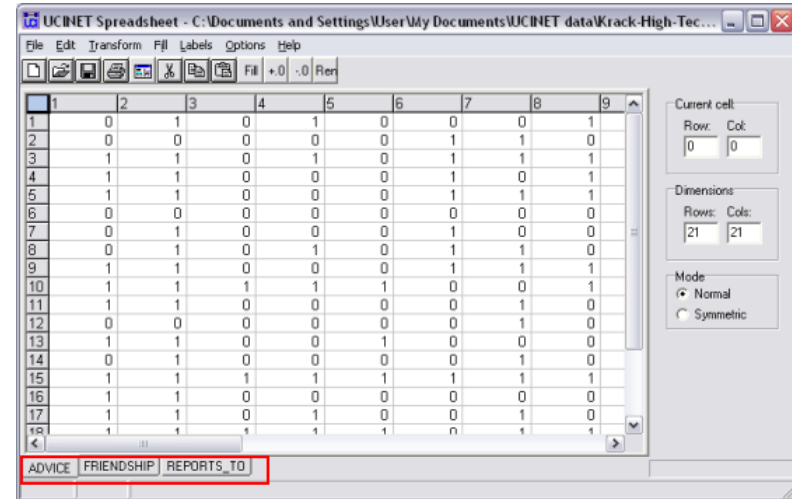 UCINET Spreadsheet - C:\Documents and Settings\User\My Documents\UCINET data\Krack-High-Tec...
File Edit Transform Fill Labels Options Help
Fill +.0 -.0 Ren
1 2 3 4 5 6 7 8 9
1 0 1 0 1 0 0 0 1
2 0 0 0 0 0 1 1 0
3 1 1 0 1 0 1 1 1
4 1 1 0 0 0 1 0 1
5 1 1 0 0 0 1 1 1
6 0 0 0 0 0 0 0 0
7 0 1 0 0 0 1 0 0
8 0 1 0 1 0 1 1 0
9 1 1 0 0 0 1 1 1
10 1 1 1 1 1 0 0 1
11 1 1 0 0 0 0 1 0
12 0 0 0 0 0 0 1 0
13 1 1 0 0 1 0 0 0
14 0 1 0 0 0 0 1 0
15 1 1 1 1 1 1 1 1
16 1 1 0 0 0 0 0 0
17 1 1 0 1 0 0 1 0
18 1 1 1 1 1 0 1 1
ADVICE FRIENDSHIP REPORTS_TO
Current cell:
Row: Col:
0 0
Dimensions
Rows: Cols:
21 21
Mode
Normal
Symmetric